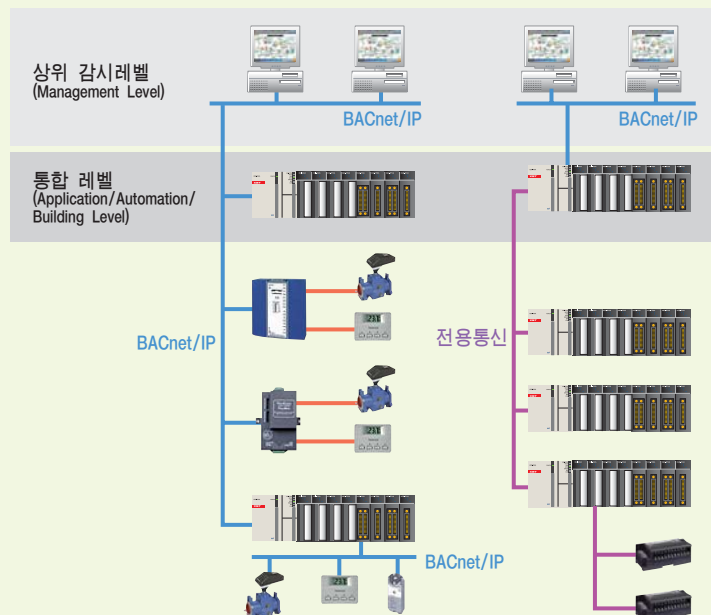 상위 감시레벨
(Management Level)
BACnet/IP
BACnet/IP
통합 레벨
(Application/Automation/
Building Level)
BACnet/IP
전용통신
BACnet/IP